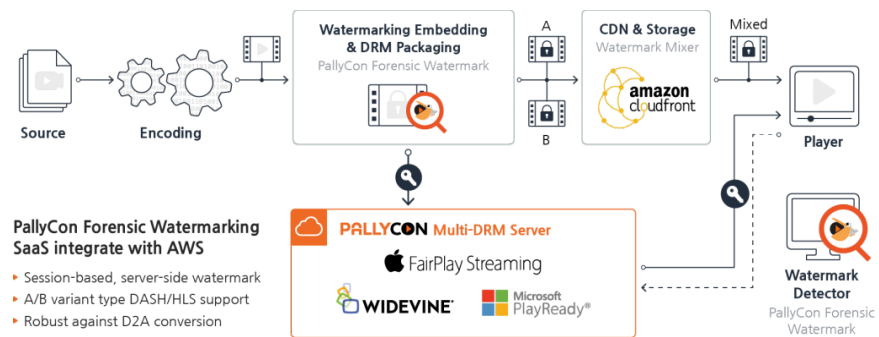 Source
Encoding
Watermarking Embedding
& DRM Packaging
PallyCon Forensic Watermark
A
B
CDN & Storage
Watermark Mixer
amazon
cloudfront
Mixed
Player
PallyCon Forensic Watermarking
SaaS integrate with AWS
Session-based, server-side watermark
A/B variant type DASH/HLS support
Robust against D2A conversion
PALLYCON Multi-DRM Server
FairPlay Streaming
WIDEVINE
Microsoft
PlayReady®
Watermark
Detector
PallyCon Forensic
Watermark